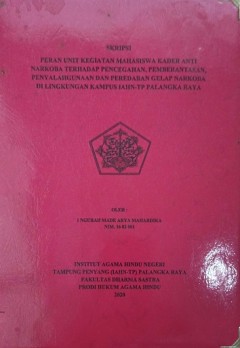 SKRIPSI
PERAN UNIT KEGIATAN MAHASISWA KADER ANTI
NARKOBA TERHADAP PENCEGAHAN, PEMBERANTASAN,
PENYALAHGUNAAN DAN PEREDARAN GELAP NARKOBA
DI LINGKUNGAN KAMPUS IAHN-TP PALANGKA RAYA
OLEH :
I NGURAH MADE
INSTITUT AGAMA HINDU NEGERI
TAMPUNG PENYANG (IAHN-TP) PALANGKA RAYA
FAKULTAS DHARMA SASTRA
PRODI HUKUM AGAMA HINDU
2020